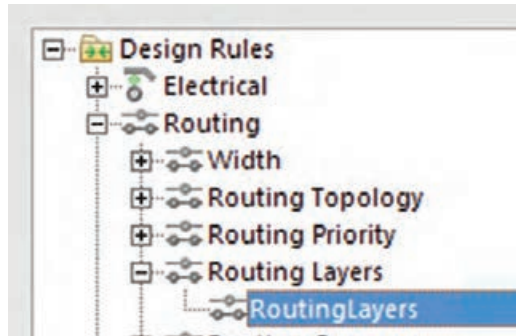 Design Rules
Electrical
Routing
Width
Routing Topology
Routing Priority
Routing Layers
RoutingLayers